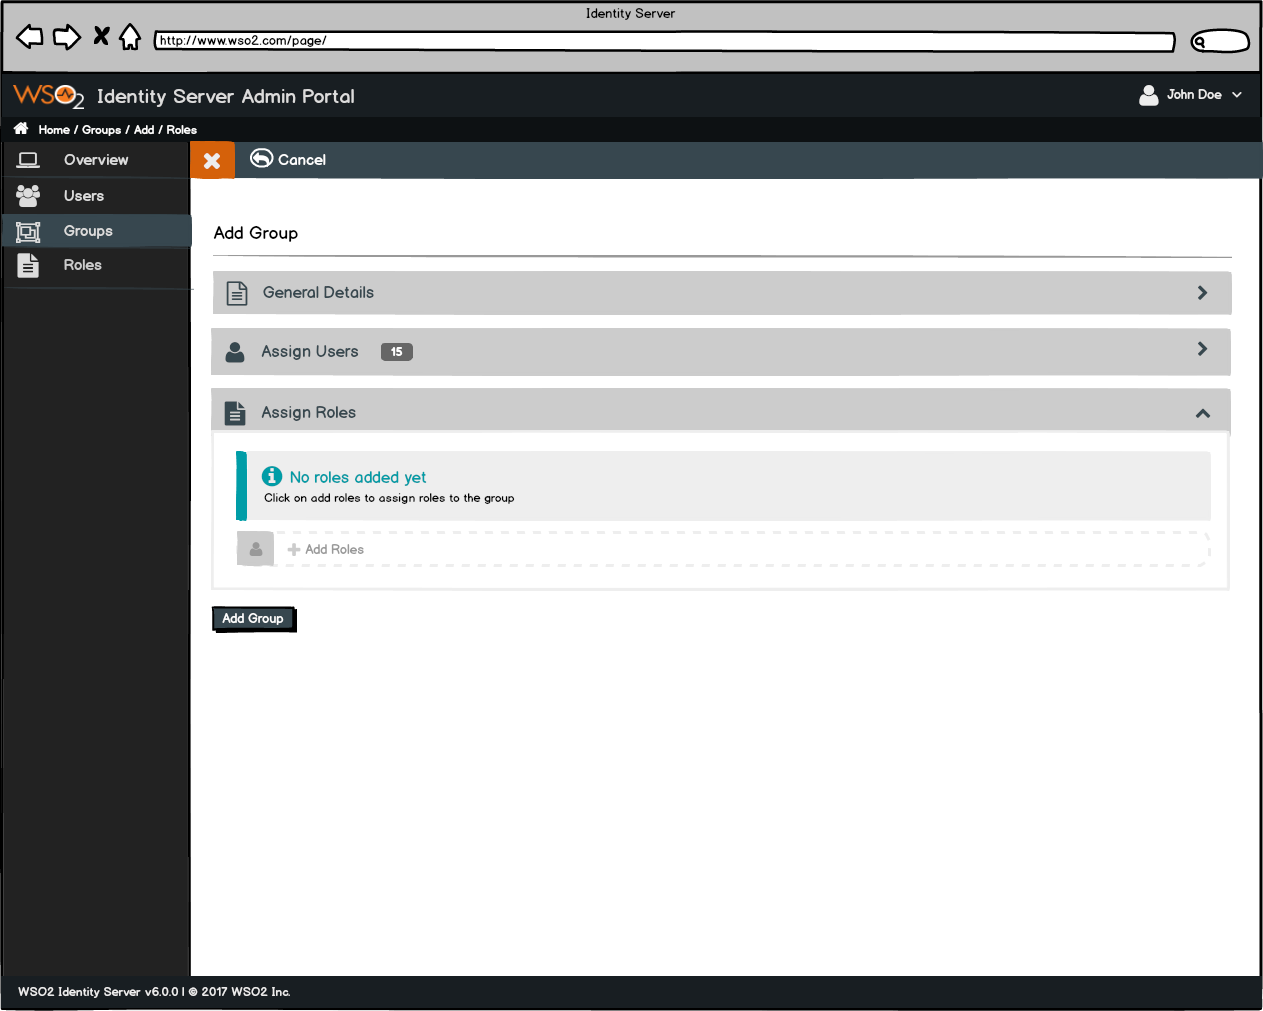 Identity Server
http://www.wso2.com/page/
WSO2 Identity Server Admin Portal
John Doe
Home / Groups / Add / Roles
Overview
Cancel
Users
Groups
Roles
Add Group
General Details
Assign Users 15
Assign Roles
No roles added yet
Click on add roles to assign roles to the group
Add Roles
Add Group
WSO2 Identity Server v6.0.0 | © 2017 WSO2 Inc.